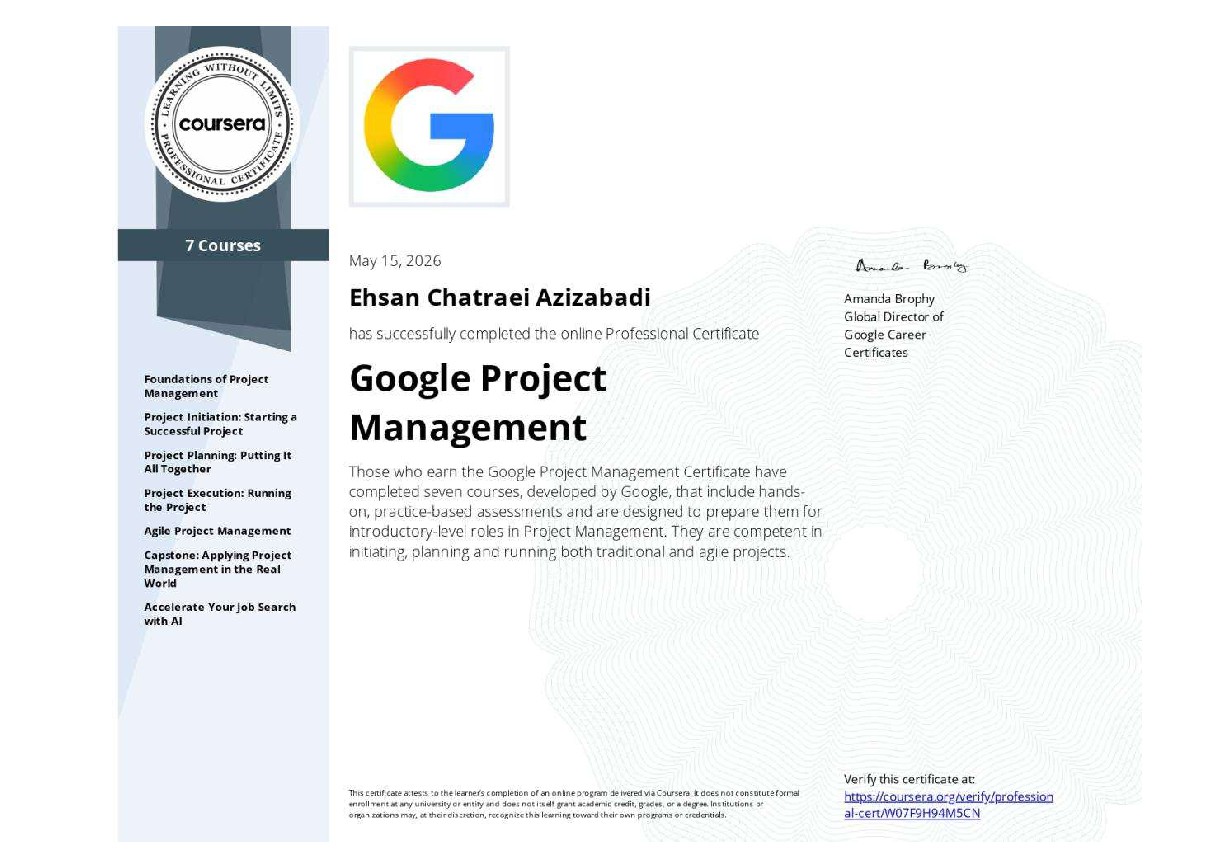 LEARNING WITHOUT LIMITS
coursera
PROFESSIONAL CERTIFICATE
7 Courses
Foundations of Project
Management
Project Initiation: Starting a
Successful Project
Project Planning: Putting It
All Together
Project Execution: Running
the Project
Agile Project Management
Capstone: Applying Project
Management in the Real
World
Accelerate Your Job Search
with AI
May 15, 2026
Ehsan Chatraei Azizabadi
has successfully completed the online Professional Certificate
Google Project
Management
Those who earn the Google Project Management Certificate have
completed seven courses, developed by Google, that include hands-
on, practice-based assessments and are designed to prepare them for
introductory-level roles in Project Management. They are competent in
initiating, planning and running both traditional and agile projects.
Amanda Brophy
Amanda Brophy
Global Director of
Google Career
Certificates
This certificate attests to the learner's completion of an online program delivered via Coursera. It does not constitute formal
enrollment at any university or entity and does not itself grant academic credit, grades, or a degree. Institutions or
organizations may, at their discretion, recognize this learning toward their own programs or credentials.
Verify this certificate at:
https://coursera.org/verify/profession
al-cert/W07F9H94M5CN